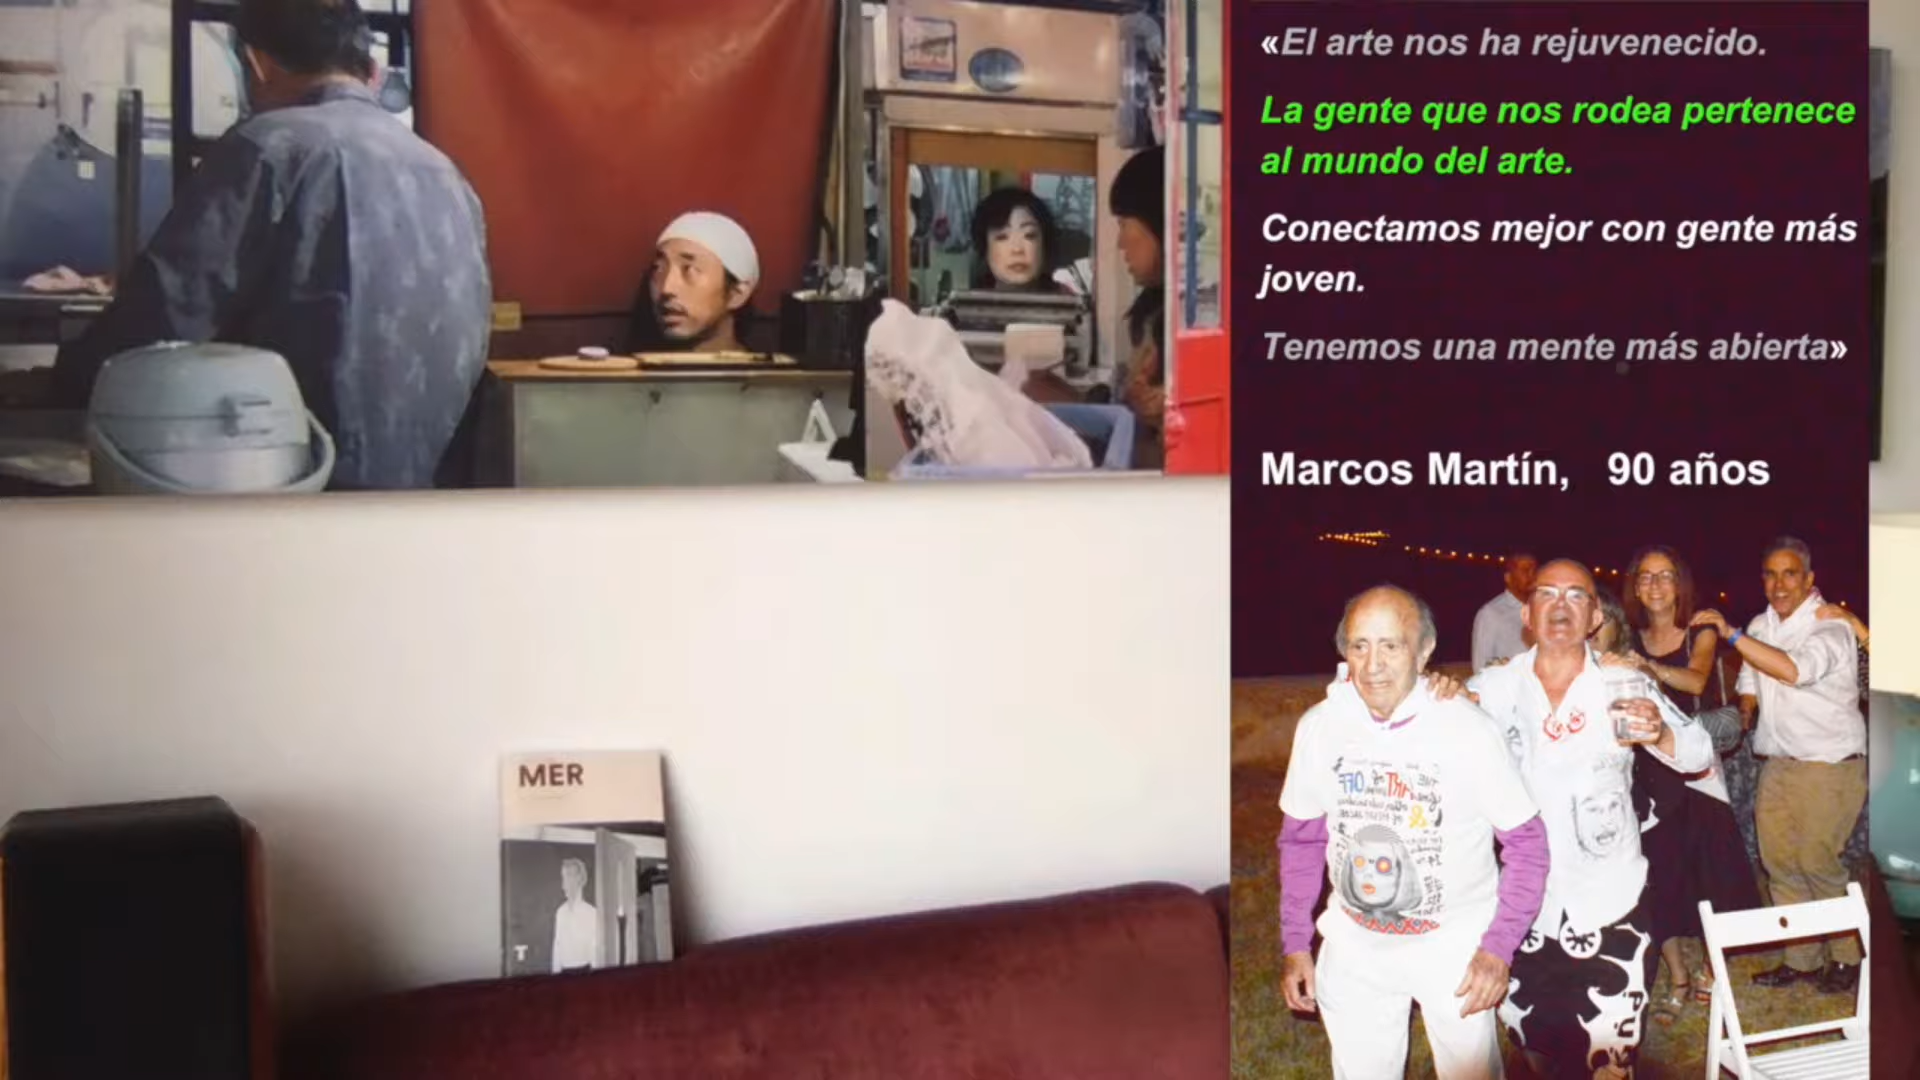 «El arte nos ha rejuvenecido.
La gente que nos rodea pertenece
al mundo del arte.
Conectamos mejor con gente más
joven.
Tenemos una mente más abierta»
Marcos Martín, 90 años
MER
T